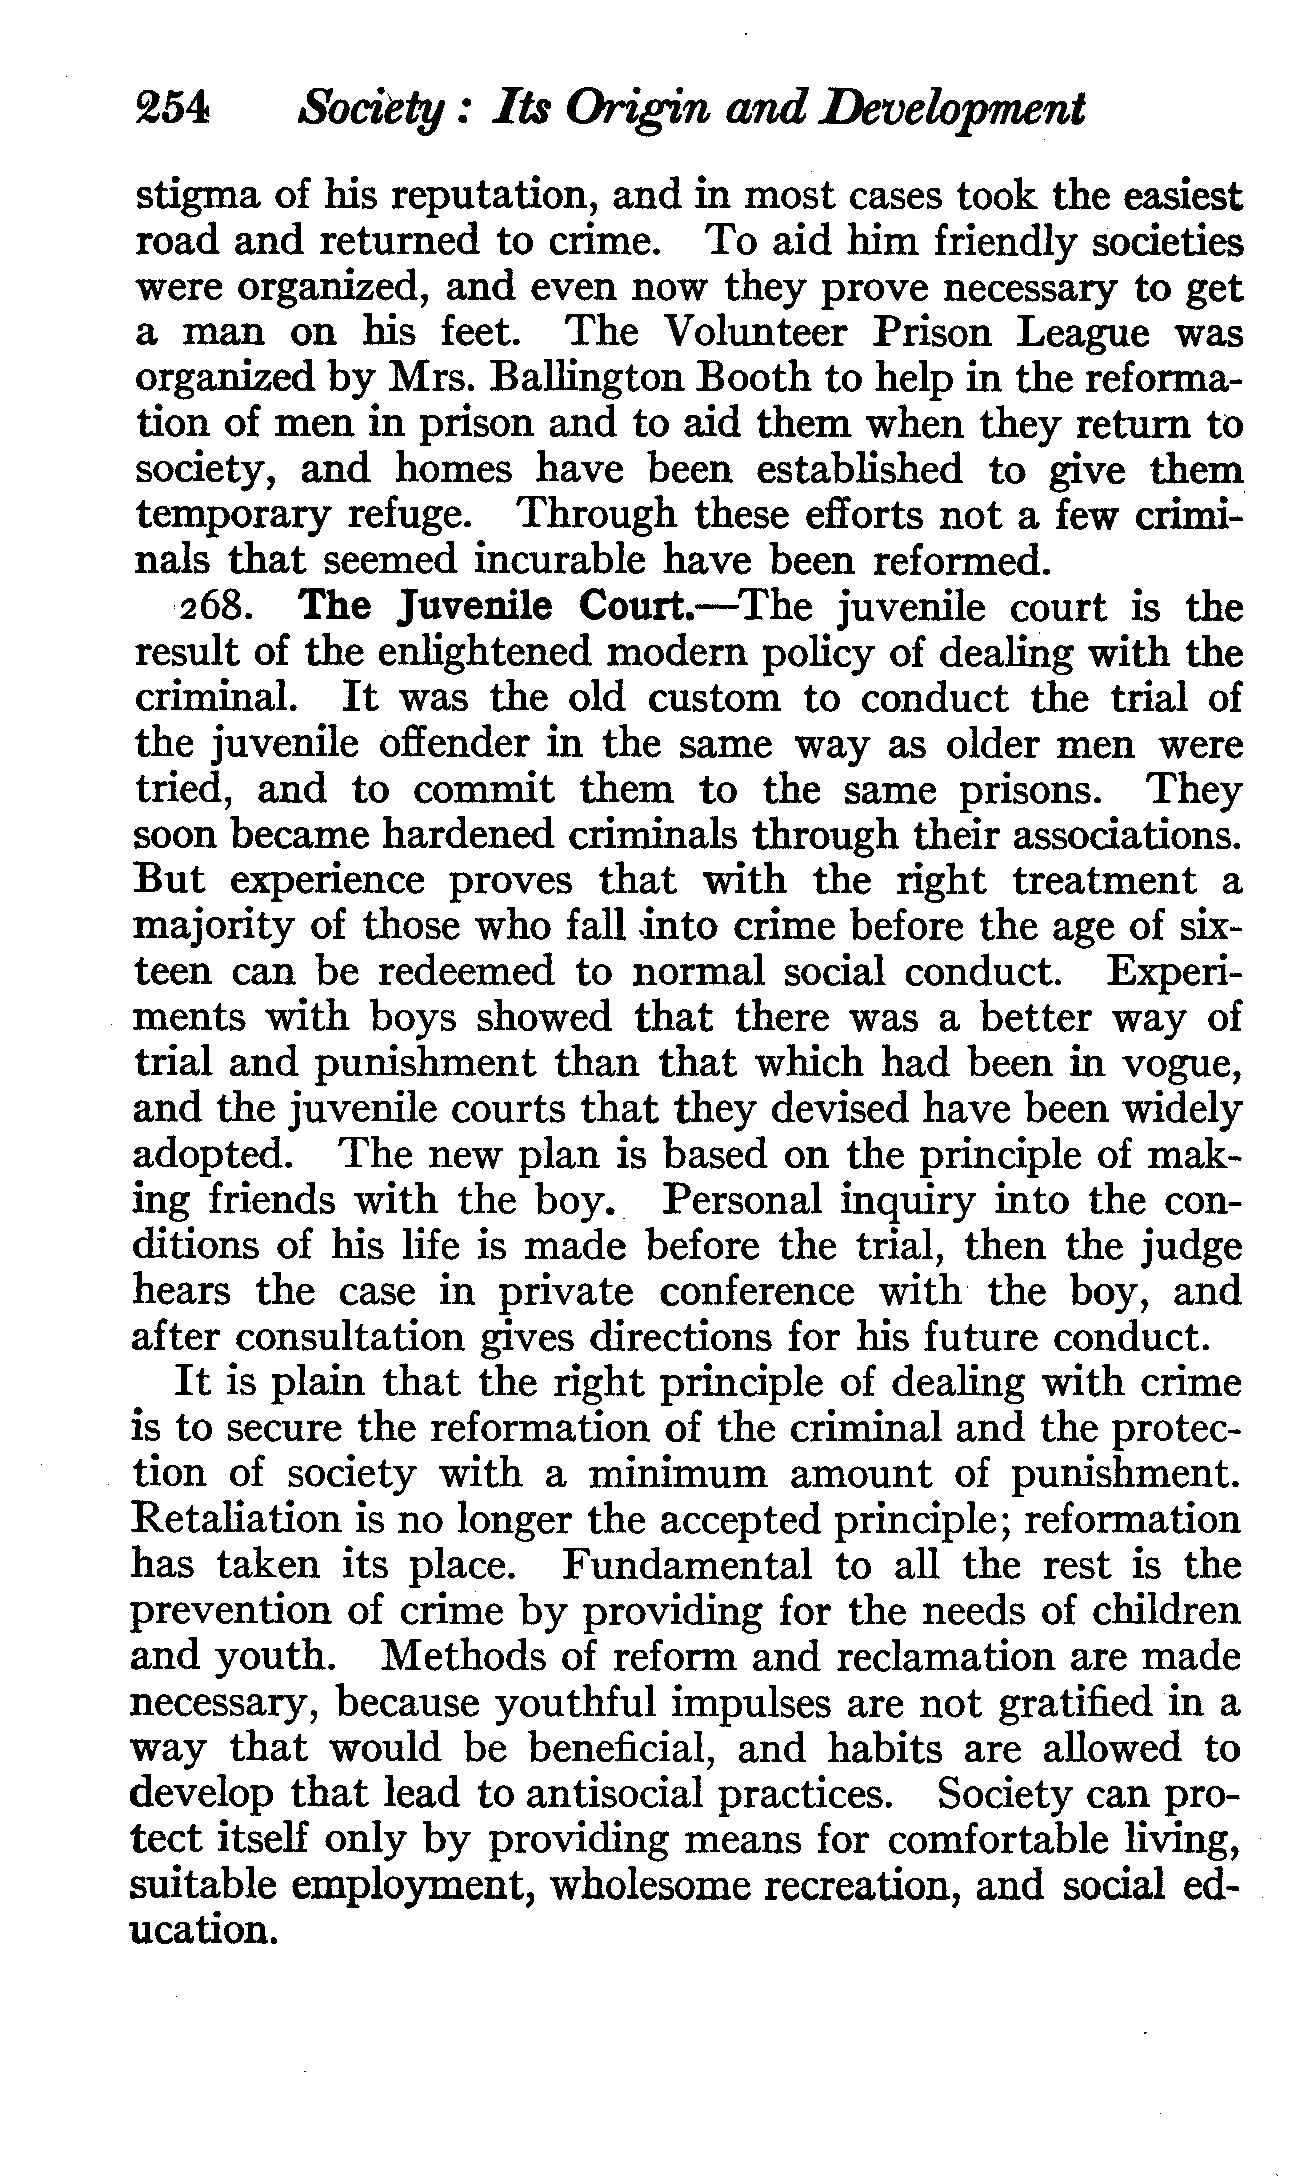 254 Society: Its Origin and Development
stigma of his reputation, and in most cases took the easiest
road and returned to crime. To aid him friendly societies
were organized, and even now they prove necessary to get
a man on his feet. The Volunteer Prison League was
organized by Mrs. Ballington Booth to help in the reforma-
tion of men in prison and to aid them when they return to
society, and homes have been established to give them
temporary refuge. Through these efforts not a few crimi-
nals that seemed incurable have been reformed.
268. The Juvenile Court.—The juvenile court is the
result of the enlightened modern policy of dealing with the
criminal. It was the old custom to conduct the trial of
the juvenile offender in the same way as older men were
tried, and to commit them to the same prisons. They
soon became hardened criminals through their associations.
But experience proves that with the right treatment a
majority of those who fall into crime before the age of six-
teen can be redeemed to normal social conduct. Experi-
ments with boys showed that there was a better way of
trial and punishment than that which had been in vogue,
and the juvenile courts that they devised have been widely
adopted. The new plan is based on the principle of mak-
ing friends with the boy. Personal inquiry into the con-
ditions of his life is made before the trial, then the judge
hears the case in private conference with the boy, and
after consultation gives directions for his future conduct.
It is plain that the right principle of dealing with crime
is to secure the reformation of the criminal and the protec-
tion of society with a minimum amount of punishment.
Retaliation is no longer the accepted principle; reformation
has taken its place. Fundamental to all the rest is the
prevention of crime by providing for the needs of children
and youth. Methods of reform and reclamation are made
necessary, because youthful impulses are not gratified in a
way that would be beneficial, and habits are allowed to
develop that lead to antisocial practices. Society can pro-
tect itself only by providing means for comfortable living,
suitable employment, wholesome recreation, and social ed-
ucation.